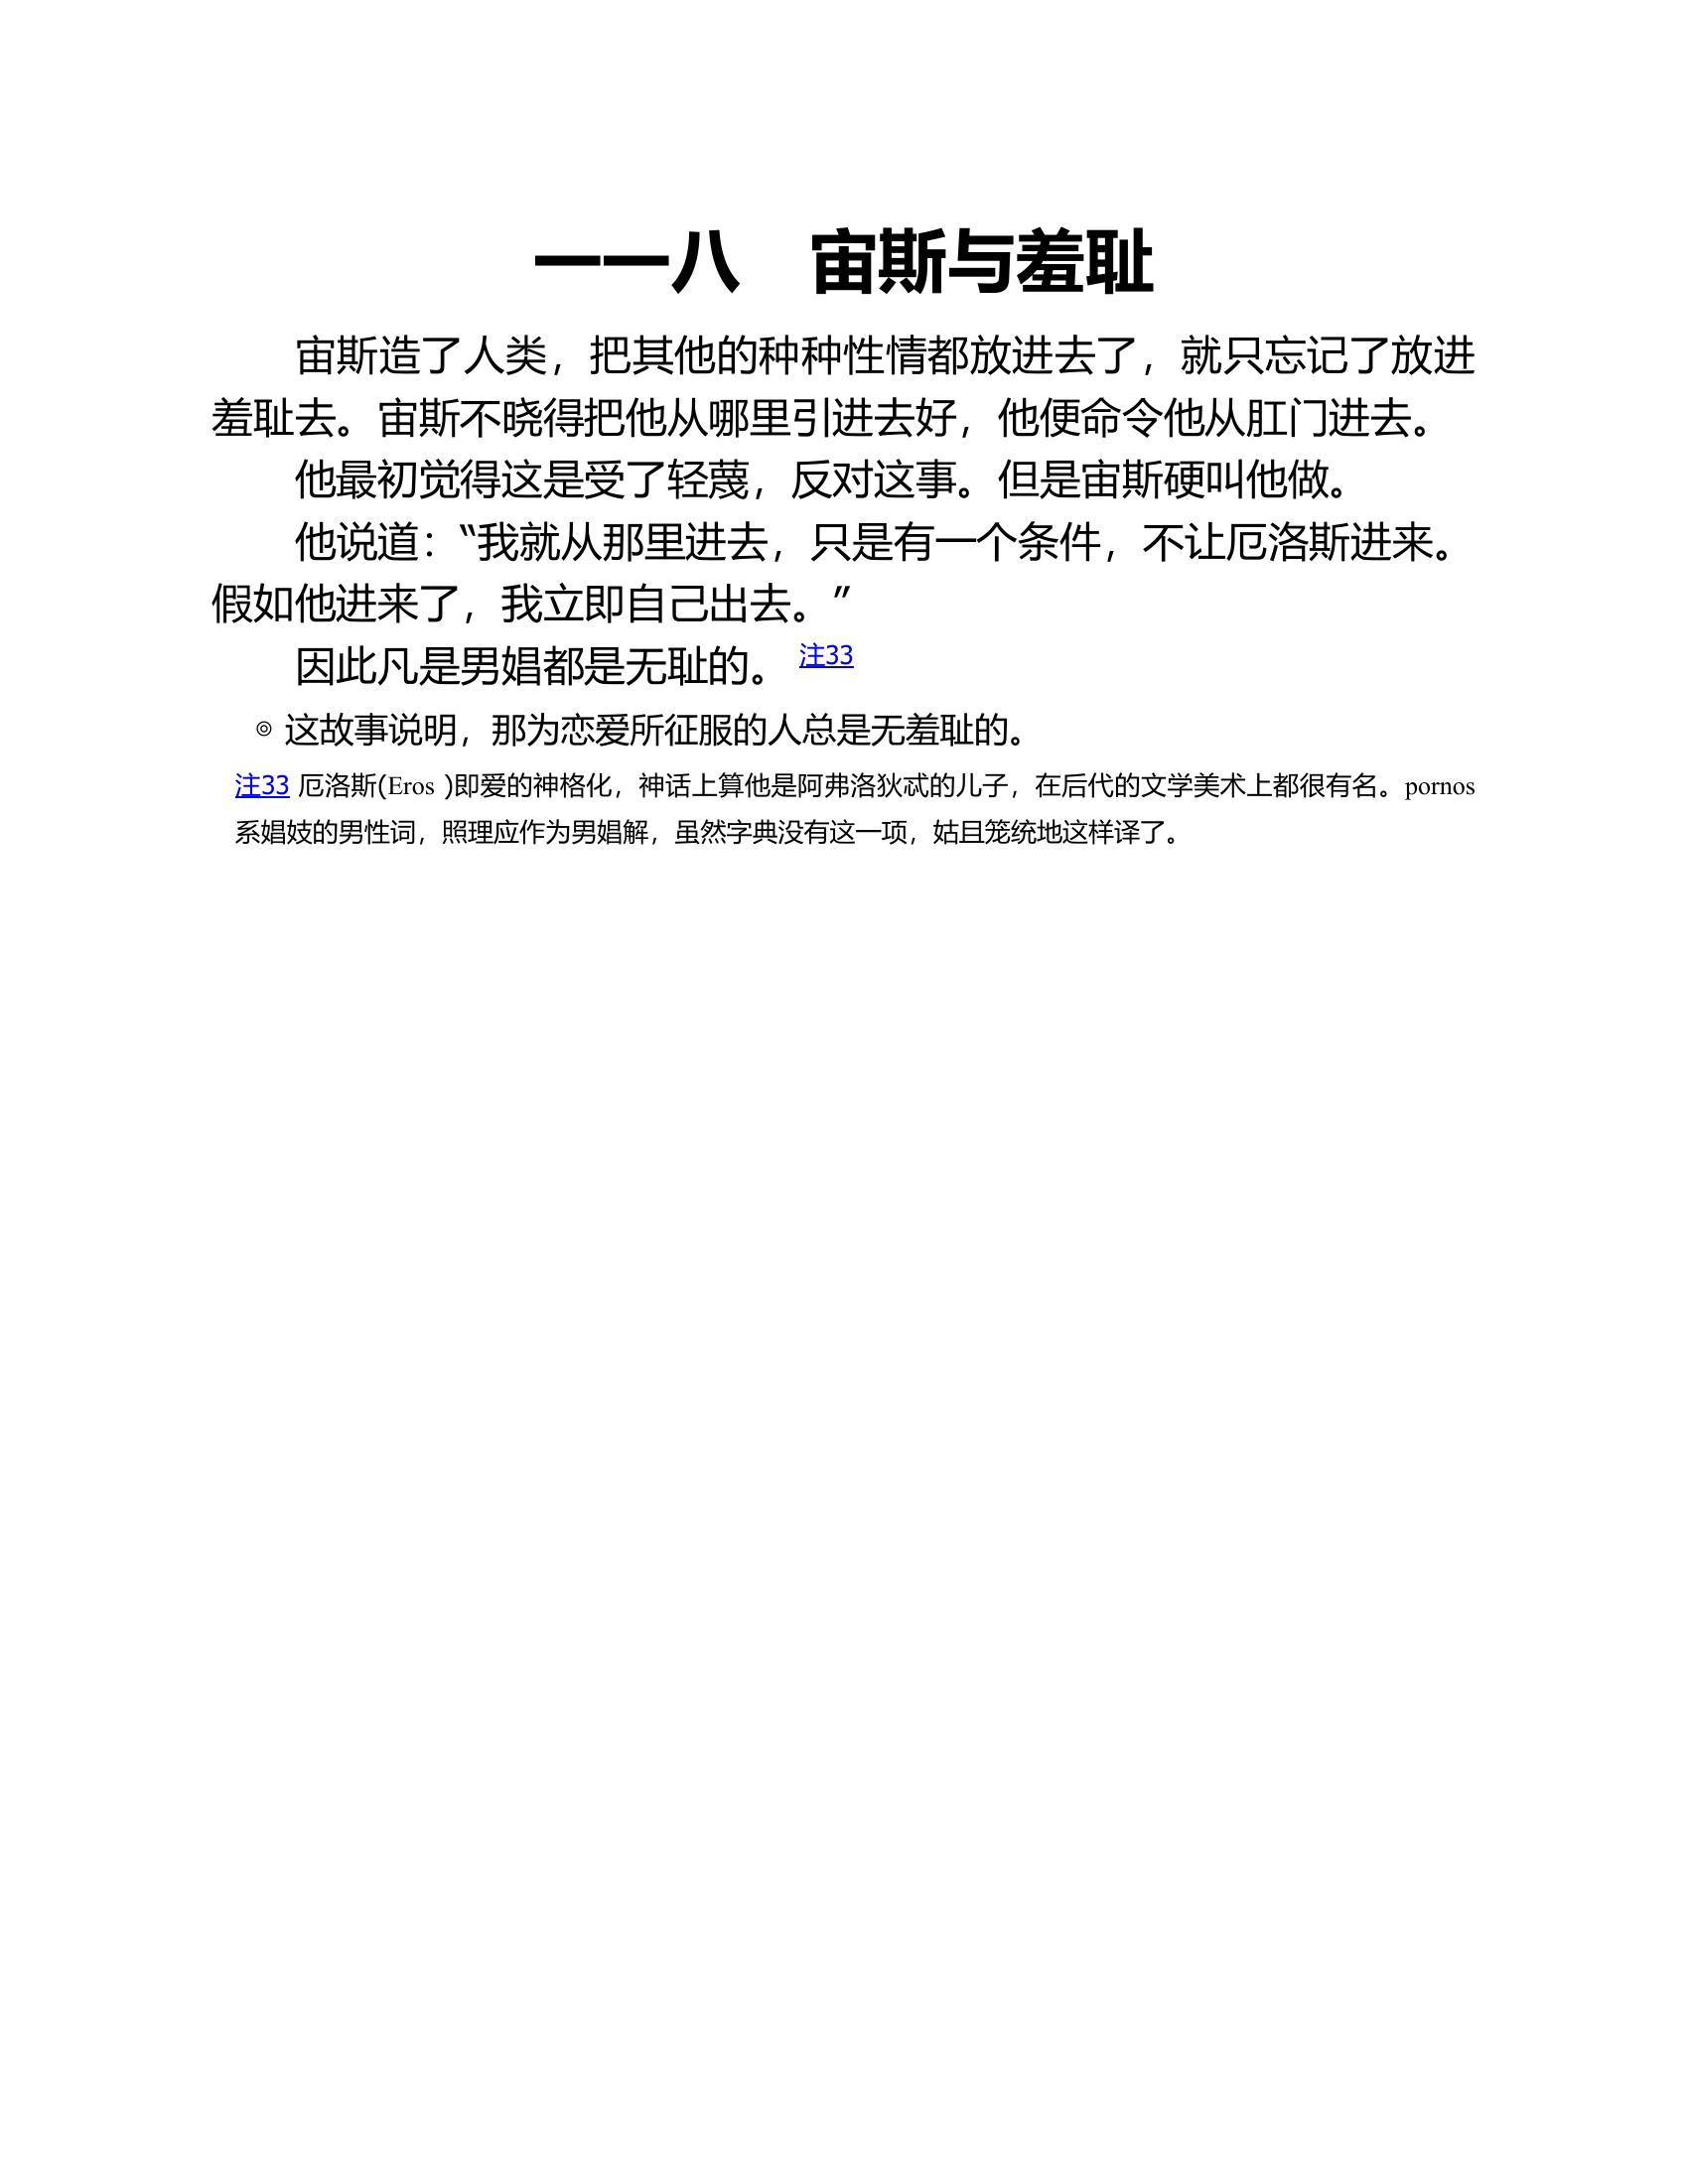 一一八　宙斯与羞耻
宙斯造了人类，把其他的种种性情都放进去了，就只忘记了放进
羞耻去。宙斯不晓得把他从哪里引进去好，他便命令他从肛门进去。
他最初觉得这是受了轻蔑，反对这事。但是宙斯硬叫他做。
他说道：“我就从那里进去，只是有一个条件，不让厄洛斯进来。
假如他进来了，我立即自己出去。”
因此凡是男娼都是无耻的。 注33
◎ 这故事说明，那为恋爱所征服的人总是无羞耻的。
注33 厄洛斯(Eros )即爱的神格化，神话上算他是阿弗洛狄忒的儿子，在后代的文学美术上都很有名。pornos
系娼妓的男性词，照理应作为男娼解，虽然字典没有这一项，姑且笼统地这样译了。